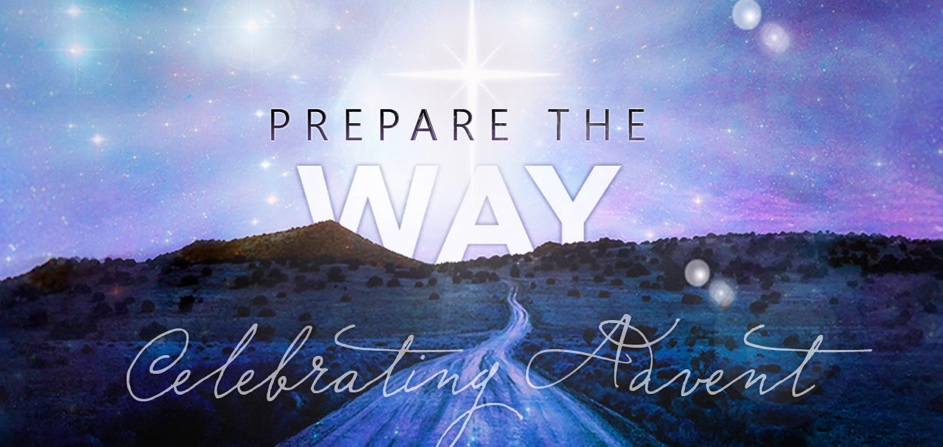 PREPARE THE
WAY
Celebrating Advent